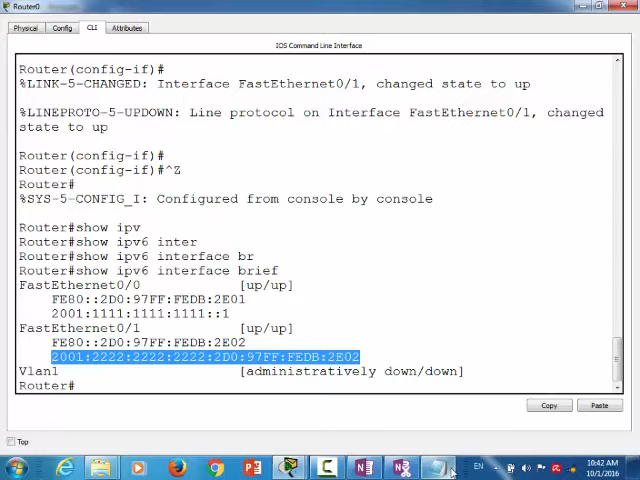 Router0
Physical Config CLI Attributes
IOS Command Line Interface
Router(config-if)#
%LINK-5-CHANGED: Interface FastEthernet0/1, changed state to up
%LINEPROTO-5-UPDOWN: Line protocol on Interface FastEthernet0/1, changed
state to up
Router(config-if)#
Router(config-if)#^Z
Router#
%SYS-5-CONFIG_I: Configured from console by console
Router#show ipv
Router#show ipv6 inter
Router#show ipv6 interface br
Router#show ipv6 interface brief
FastEthernet0/0 [up/up]
FE80::2D0:97FF:FEDB:2E01
2001:1111:1111:1111::1
FastEthernet0/1 [up/up]
FE80::2D0:97FF:FEDB:2E02
2001:2222:2222:2222:2D0:97FF:FEDB:2E02
Vlan1 [administratively down/down]
Router#
Copy Paste
Top
EN
10:42 AM
10/1/2016